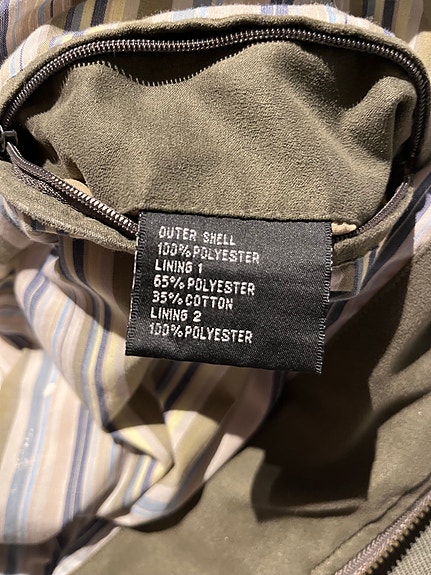 OUTER SHELL
100% POLYESTER
LINING 1
65% POLYESTER
35% COTTON
LINING 2
100% POLYESTER